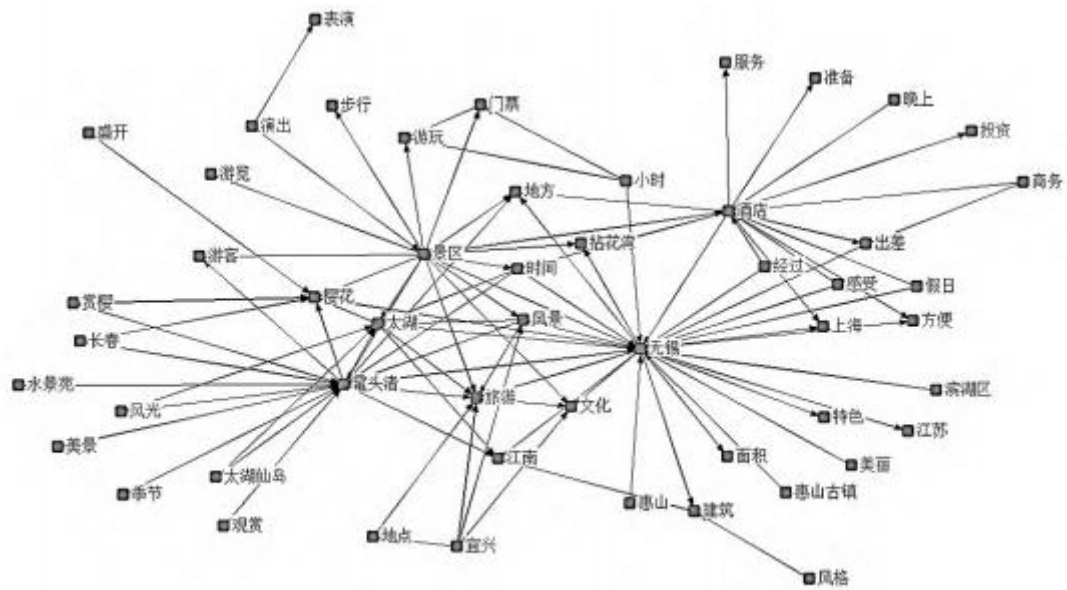 表演
服务
准备
晚上
步行
门票
投资
盛开
演出
游玩
游览
小时
商务
地方
酒店
拈花湾
出差
游客
景区
时间
经过
感受
假日
赏樱
樱花
太湖
风景
上海
方便
长春
无锡
水景苑
鼋头渚
旅游
文化
滨湖区
风光
特色
江苏
美景
江南
面积
美丽
太湖仙岛
季节
惠山古镇
惠山
建筑
观赏
地点
宜兴
风格